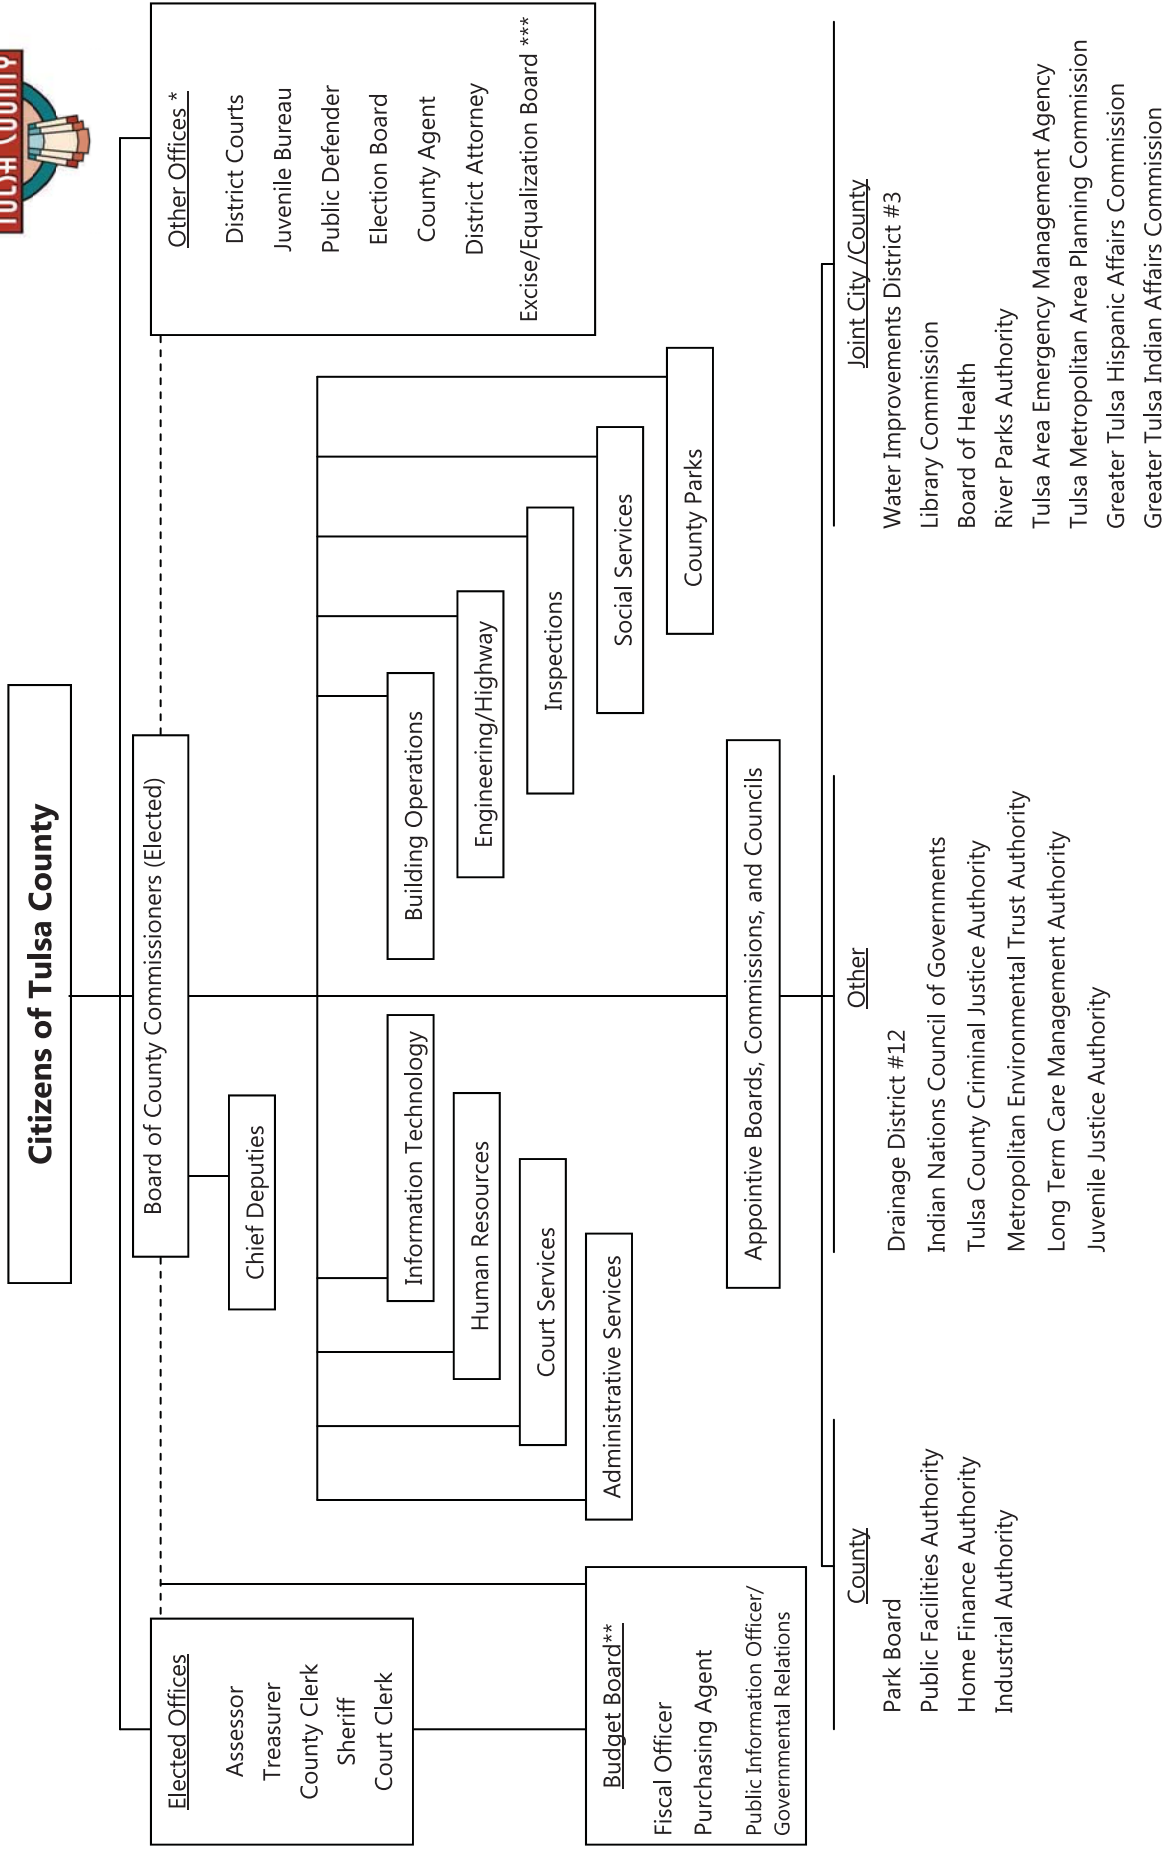 TULSA COUNTY
Citizens of Tulsa County
Board of County Commissioners (Elected)
Chief Deputies
Elected Offices
Assessor
Treasurer
County Clerk
Sheriff
Court Clerk
Other Offices *
District Courts
Juvenile Bureau
Public Defender
Election Board
County Agent
District Attorney
Excise/Equalization Board ***
Information Technology
Human Resources
Court Services
Administrative Services
Building Operations
Engineering/Highway
Inspections
Social Services
County Parks
Budget Board**
Fiscal Officer
Purchasing Agent
Public Information Officer/
Governmental Relations
Appointive Boards, Commissions, and Councils
County
Park Board
Public Facilities Authority
Home Finance Authority
Industrial Authority
Other
Drainage District #12
Indian Nations Council of Governments
Tulsa County Criminal Justice Authority
Metropolitan Environmental Trust Authority
Long Term Care Management Authority
Juvenile Justice Authority
Joint City /County
Water Improvements District #3
Library Commission
Board of Health
River Parks Authority
Tulsa Area Emergency Management Agency
Tulsa Metropolitan Area Planning Commission
Greater Tulsa Hispanic Affairs Commission
Greater Tulsa Indian Affairs Commission